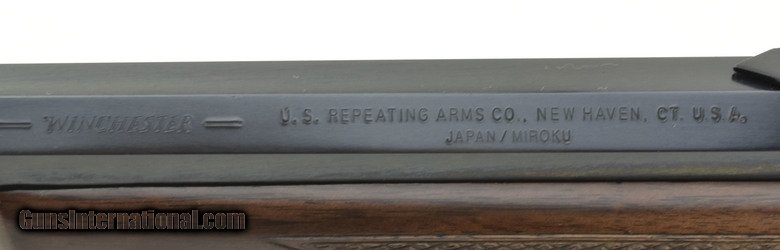 WINCHESTER
U.S. REPEATING ARMS CO., NEW HAVEN, CT. U.S.A.
JAPAN/MIROKU
GunsInternational.com